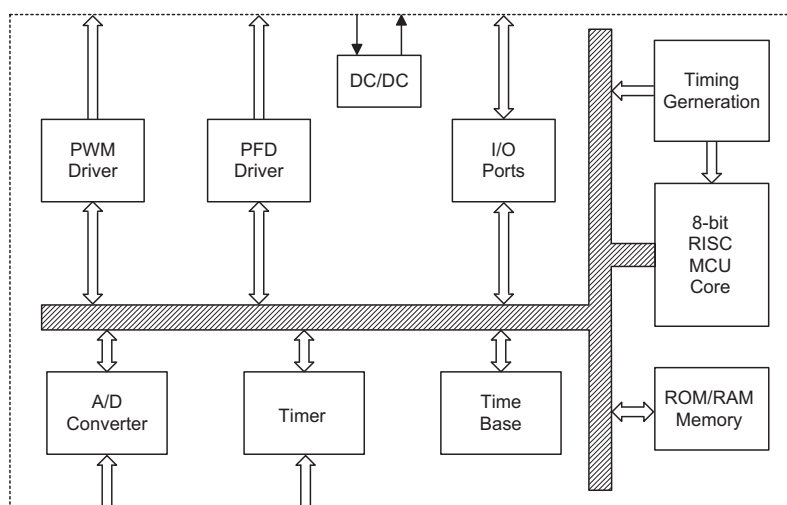 DC/DC
Timing
Gerneration
PWM
Driver
PFD
Driver
I/O
Ports
8-bit
RISC
MCU
Core
A/D
Converter
Timer
Time
Base
ROM/RAM
Memory